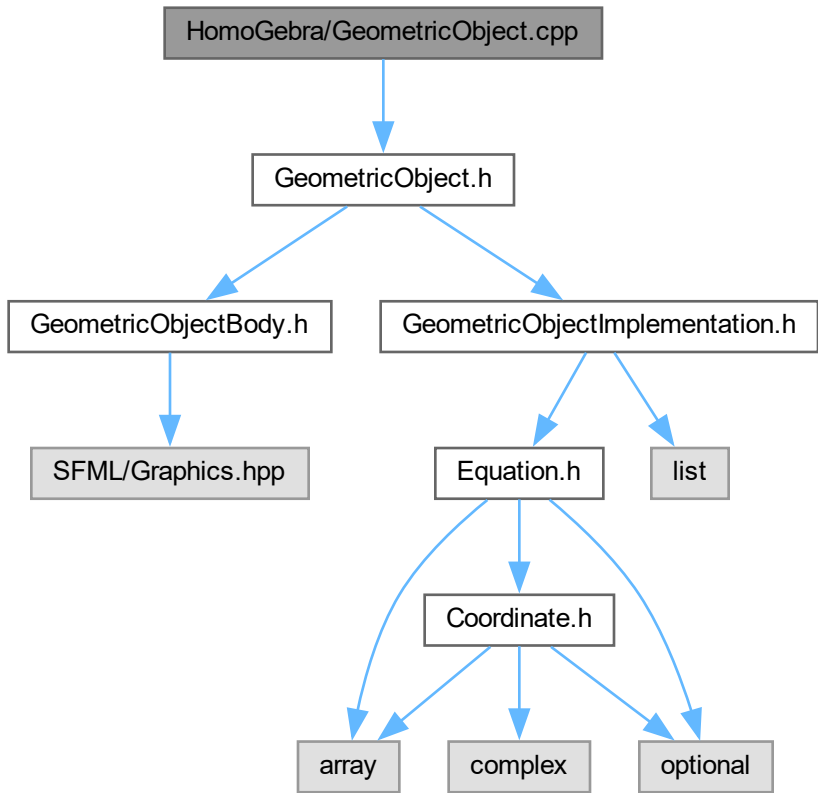 HomoGebra/GeometricObject.cpp
GeometricObject.h
GeometricObjectBody.h
GeometricObjectImplementation.h
SFML/Graphics.hpp
Equation.h
list
Coordinate.h
array
complex
optional